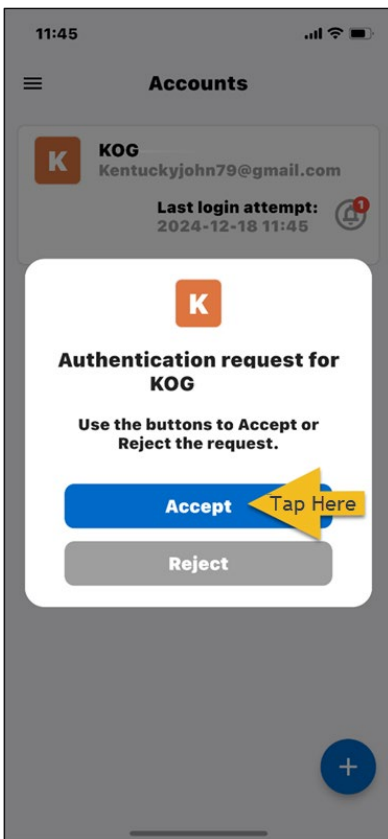 11:45
Accounts
K
KOG
Kentuckyjohn79@gmail.com
Last login attempt:
2024-12-18 11:45
1
K
Authentication request for
KOG
Use the buttons to Accept or
Reject the request.
Accept
Tap Here
Reject